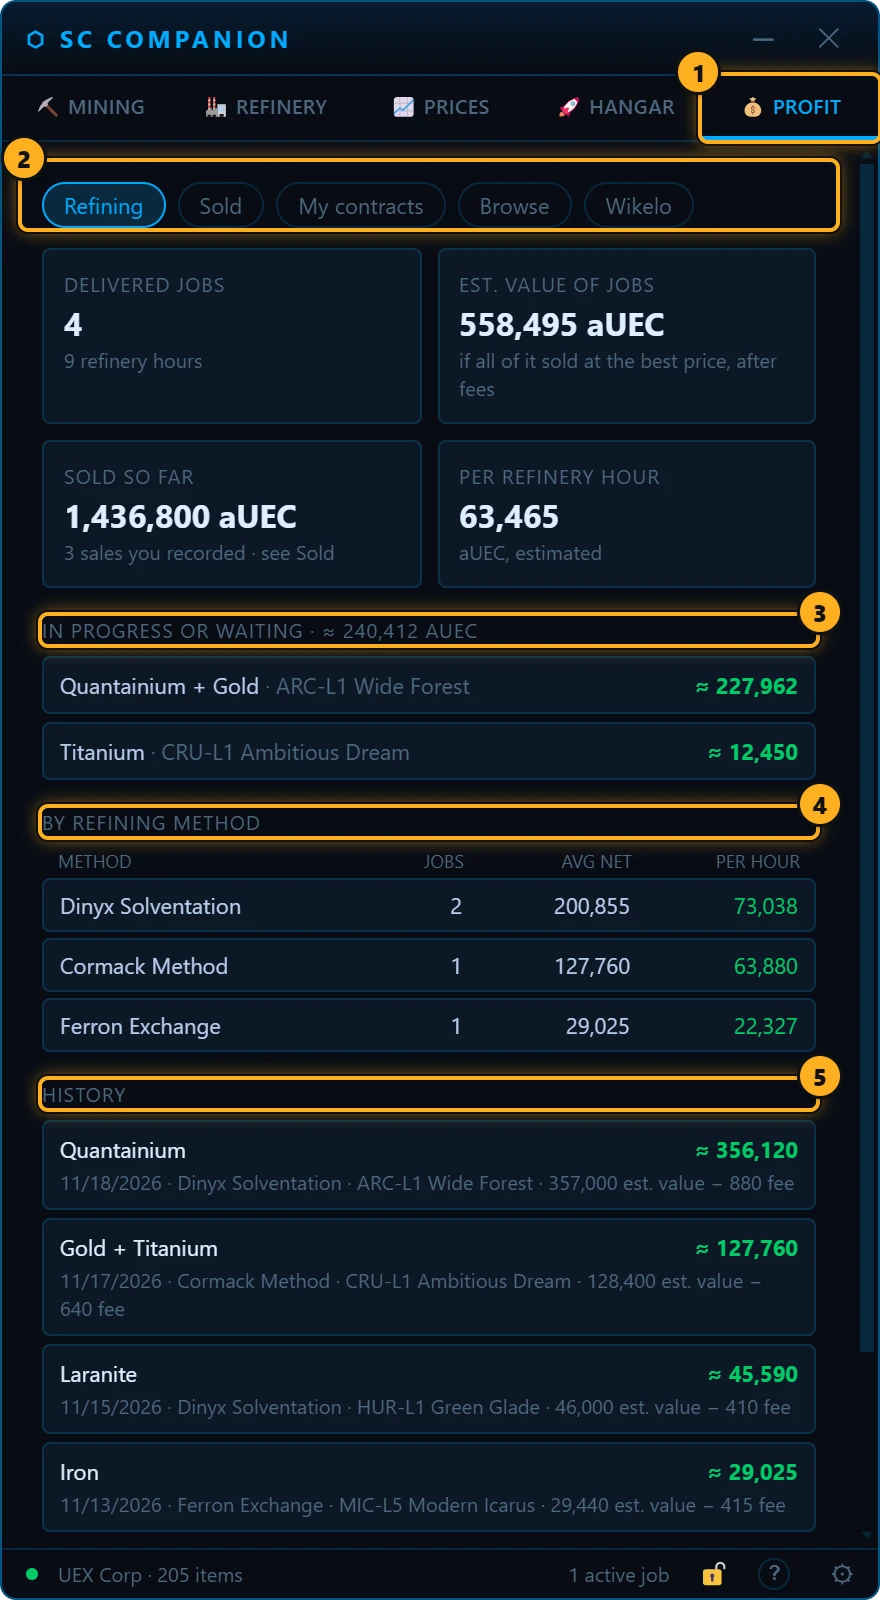 SC COMPANION
1
MINING REFINERY PRICES HANGAR PROFIT
2
Refining Sold My contracts Browse Wikelo
DELIVERED JOBS
4
9 refinery hours
EST. VALUE OF JOBS
558,495 aUEC
if all of it sold at the best price, after
fees
SOLD SO FAR
1,436,800 aUEC
3 sales you recorded · see Sold
PER REFINERY HOUR
63,465
aUEC, estimated
3
IN PROGRESS OR WAITING · ≈ 240,412 AUEC
Quantainium + Gold · ARC-L1 Wide Forest ≈ 227,962
Titanium · CRU-L1 Ambitious Dream ≈ 12,450
4
BY REFINING METHOD
METHOD JOBS AVG NET PER HOUR
Dinyx Solventation 2 200,855 73,038
Cormack Method 1 127,760 63,880
Ferron Exchange 1 29,025 22,327
5
HISTORY
Quantainium ≈ 356,120
11/18/2026 · Dinyx Solventation · ARC-L1 Wide Forest · 357,000 est. value − 880 fee
Gold + Titanium ≈ 127,760
11/17/2026 · Cormack Method · CRU-L1 Ambitious Dream · 128,400 est. value −
640 fee
Laranite ≈ 45,590
11/15/2026 · Dinyx Solventation · HUR-L1 Green Glade · 46,000 est. value − 410 fee
Iron ≈ 29,025
11/13/2026 · Ferron Exchange · MIC-L5 Modern Icarus · 29,440 est. value − 415 fee
UEX Corp · 205 items 1 active job ?